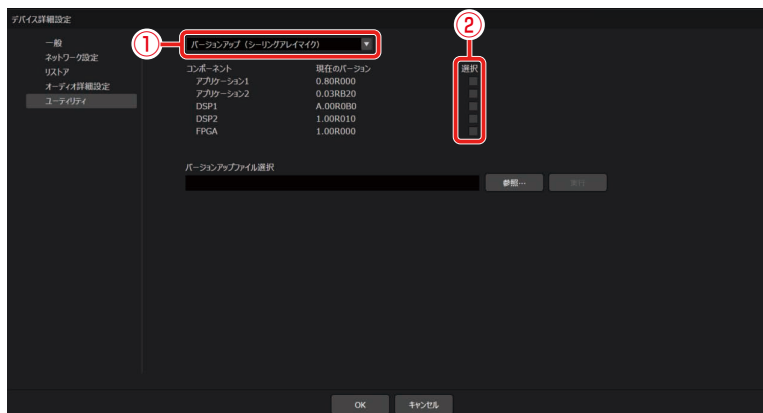 デバイス詳細設定
②
一般
①
バージョンアップ（シーリングアレイマイク）
ネットワーク設定
リストア
コンポーネント 現在のバージョン 選択
オーディオ詳細設定
アプリケーション1 0.80R000
アプリケーション2 0.03RB20
ユーティリティ
DSP1 A.00R0B0
DSP2 1.00R010
FPGA 1.00R000
バージョンアップファイル選択
参照…
実行
OK キャンセル